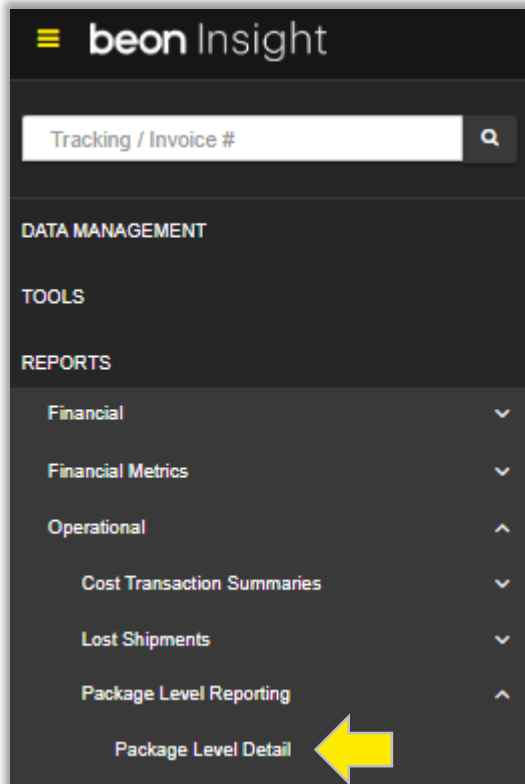 beon Insight
Tracking / Invoice #
DATA MANAGEMENT
TOOLS
REPORTS
Financial
Financial Metrics
Operational
Cost Transaction Summaries
Lost Shipments
Package Level Reporting
Package Level Detail